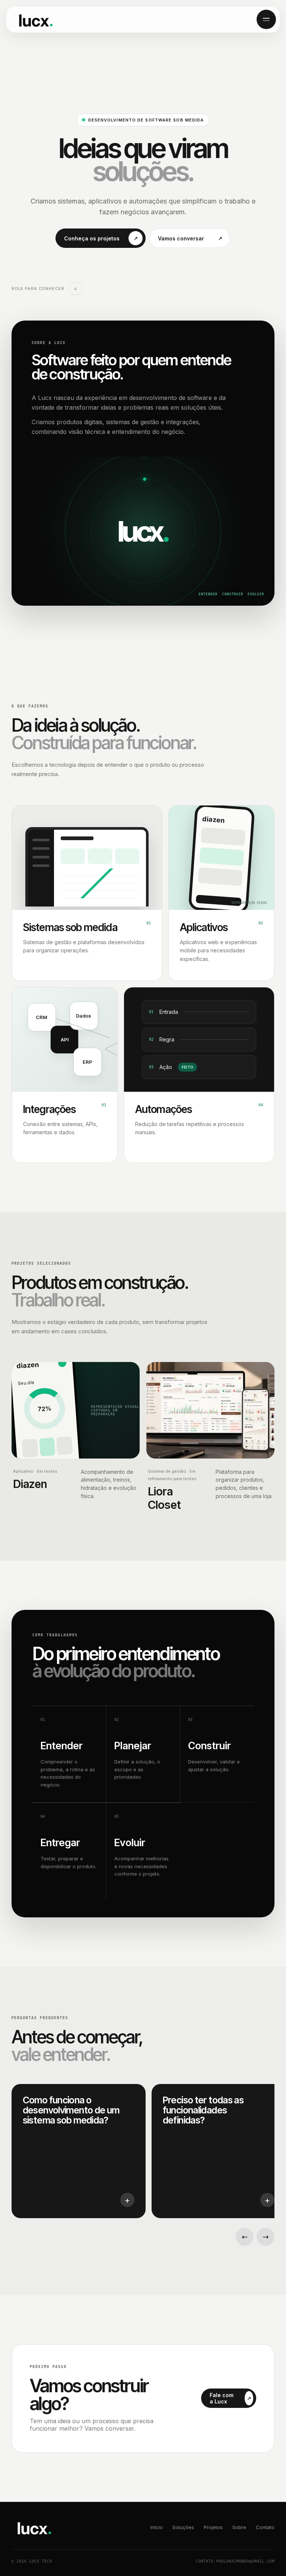 lucx.
DESENVOLVIMENTO DE SOFTWARE SOB MEDIDA
Ideias que viram
soluções.
Criamos sistemas, aplicativos e automações que simplificam o trabalho e
fazem negócios avançarem.
Conheça os projetos ↗
Vamos conversar ↗
ROLE PARA CONHECER ↓
SOBRE A LUCX
Software feito por quem entende
de construção.
A Lucx nasceu da experiência em desenvolvimento de software e da
vontade de transformar ideias e problemas reais em soluções úteis.
Criamos produtos digitais, sistemas de gestão e integrações,
combinando visão técnica e entendimento do negócio.
lucx.
ENTENDER CONSTRUIR EVOLUIR
O QUE FAZEMOS
Da ideia à solução.
Construída para funcionar.
Escolhemos a tecnologia depois de entender o que o produto ou processo
realmente precisa.
Sistemas sob medida
01
Sistemas de gestão e plataformas desenvolvidos
para organizar operações.
diazen
Aplicativos
02
Aplicativos web e experiências
mobile para necessidades
específicas.
CRM
Dados
API
ERP
Integrações
03
Conexão entre sistemas, APIs,
ferramentas e dados.
01 Entrada
02 Regra
03 Ação FEITO
Automações
04
Redução de tarefas repetitivas e processos
manuais.
PROJETOS SELECIONADOS
Produtos em construção.
Trabalho real.
Mostramos o estágio verdadeiro de cada produto, sem transformar projetos
em andamento em cases concluídos.
diazen
Seu dia
72%
REPRESENTAÇÃO VISUAL
CAPTURAS EM
PREPARAÇÃO
Aplicativo · Em testes
Diazen
Acompanhamento de
alimentação, treinos,
hidratação e evolução
física.
Sistema de gestão · Em
refinamento para testes
Liora
Closet
Plataforma para
organizar produtos,
pedidos, clientes e
processos de uma loja.
COMO TRABALHAMOS
Do primeiro entendimento
à evolução do produto.
01
Entender
Compreender o
problema, a rotina e as
necessidades do
negócio.
02
Planejar
Definir a solução, o
escopo e as
prioridades.
03
Construir
Desenvolver, validar e
ajustar a solução.
04
Entregar
Testar, preparar e
disponibilizar o produto.
05
Evoluir
Acompanhar melhorias
e novas necessidades
conforme o projeto.
PERGUNTAS FREQUENTES
Antes de começar,
vale entender.
Como funciona o
desenvolvimento de um
sistema sob medida?
+
Preciso ter todas as
funcionalidades
definidas?
+
← →
PRÓXIMO PASSO
Vamos construir
algo?
Tem uma ideia ou um processo que precisa
funcionar melhor? Vamos conversar.
Fale com
a Lucx ↗
lucx.
Início Soluções Projetos Sobre Contato
© 2026 LUCX TECH